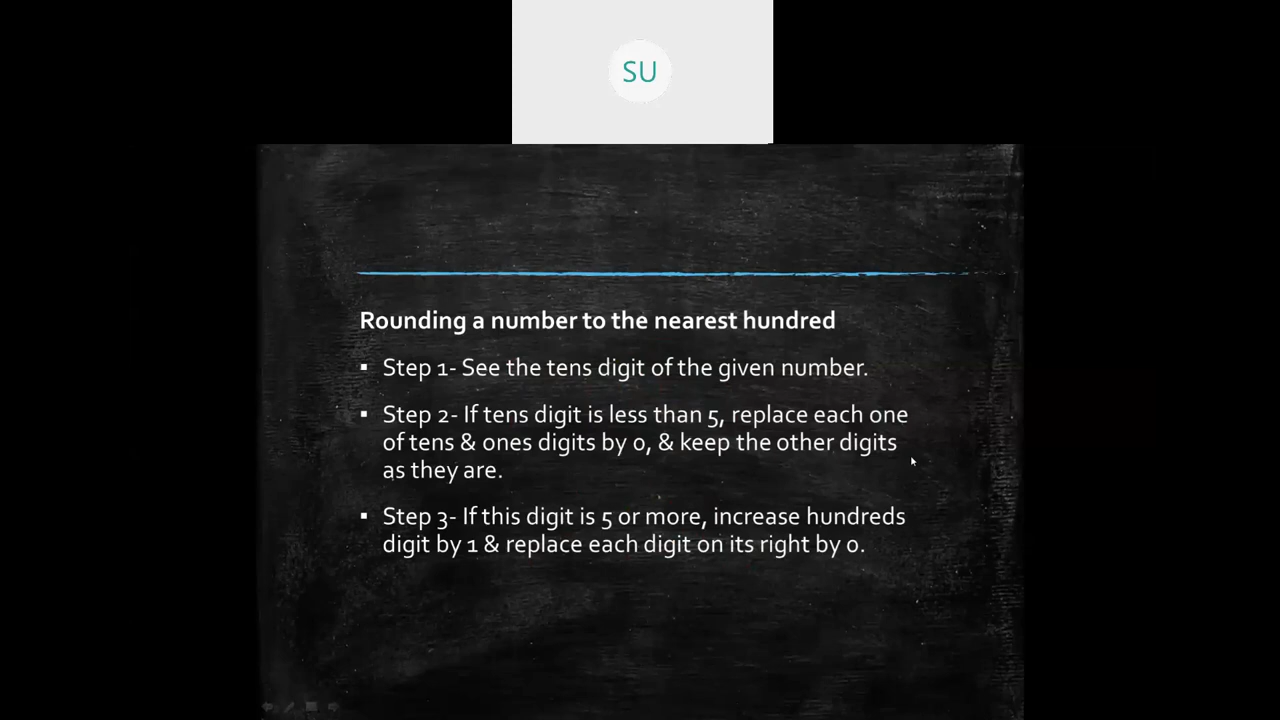 SU
Rounding a number to the nearest hundred
▪ Step 1- See the tens digit of the given number.
▪ Step 2- If tens digit is less than 5, replace each one
of tens & ones digits by 0, & keep the other digits
as they are.
▪ Step 3- If this digit is 5 or more, increase hundreds
digit by 1 & replace each digit on its right by 0.